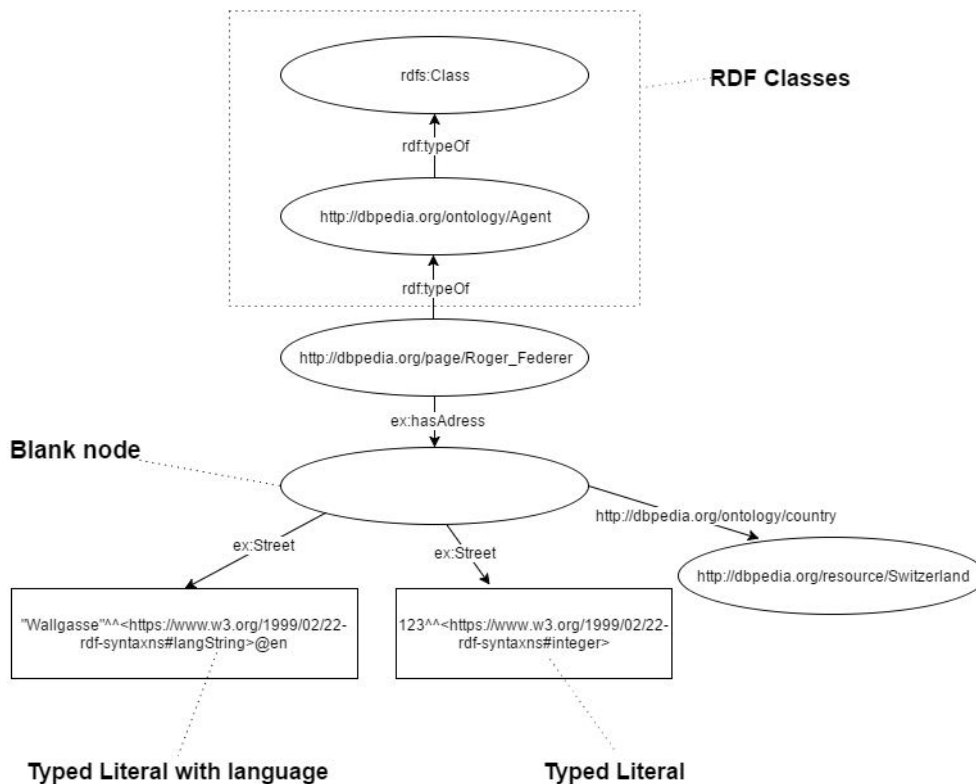 rdfs:Class
RDF Classes
rdf:typeOf
http://dbpedia.org/ontology/Agent
rdf:typeOf
http://dbpedia.org/page/Roger_Federer
ex:hasAdress
Blank node
http://dbpedia.org/ontology/country
ex:Street
ex:Street
http://dbpedia.org/resource/Switzerland
"Wallgasse"^^<https://www.w3.org/1999/02/22-
rdf-syntaxns#langString>@en
123^^<https://www.w3.org/1999/02/22-
rdf-syntaxns#integer>
Typed Literal with language
Typed Literal